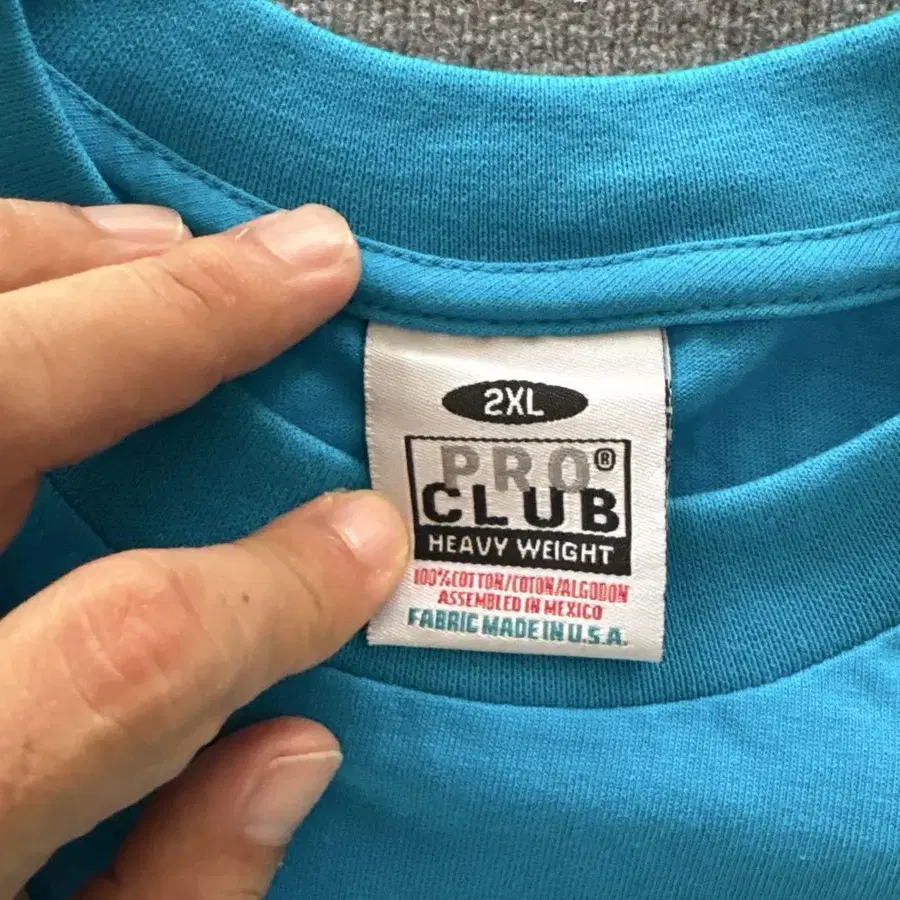 2XL
PRO®
CLUB
HEAVY WEIGHT
100%COTTON/COTON/ALGODON
ASSEMBLED IN MEXICO
FABRIC MADE IN U.S.A.